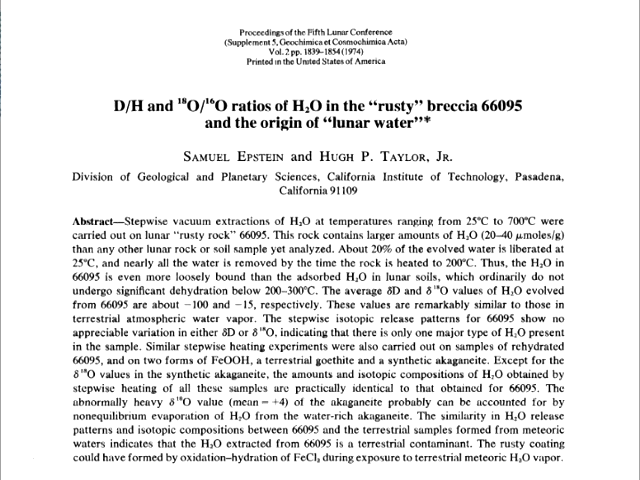 Proceedings of the Fifth Lunar Conference
(Supplement 5, Geochimica et Cosmochimica Acta)
Vol. 2 pp. 1839–1854 (1974)
Printed in the United States of America
D/H and ¹⁸O/¹⁶O ratios of H₂O in the “rusty” breccia 66095
and the origin of “lunar water”*
SAMUEL EPSTEIN and HUGH P. TAYLOR, JR.
Division of Geological and Planetary Sciences, California Institute of Technology, Pasadena,
California 91109
Abstract—Stepwise vacuum extractions of H₂O at temperatures ranging from 25°C to 700°C were
carried out on lunar “rusty rock” 66095. This rock contains larger amounts of H₂O (20–40 μmoles/g)
than any other lunar rock or soil sample yet analyzed. About 20% of the evolved water is liberated at
25°C, and nearly all the water is removed by the time the rock is heated to 200°C. Thus, the H₂O in
66095 is even more loosely bound than the adsorbed H₂O in lunar soils, which ordinarily do not
undergo significant dehydration below 200–300°C. The average δD and δ¹⁸O values of H₂O evolved
from 66095 are about −100 and −15, respectively. These values are remarkably similar to those in
terrestrial atmospheric water vapor. The stepwise isotopic release patterns for 66095 show no
appreciable variation in either δD or δ¹⁸O, indicating that there is only one major type of H₂O present
in the sample. Similar stepwise heating experiments were also carried out on samples of rehydrated
66095, and on two forms of FeOOH, a terrestrial goethite and a synthetic akaganeite. Except for the
δ¹⁸O values in the synthetic akaganeite, the amounts and isotopic compositions of H₂O obtained by
stepwise heating of all these samples are practically identical to that obtained for 66095. The
abnormally heavy δ¹⁸O value (mean = +4) of the akaganeite probably can be accounted for by
nonequilibrium evaporation of H₂O from the water-rich akaganeite. The similarity in H₂O release
patterns and isotopic compositions between 66095 and the terrestrial samples formed from meteoric
waters indicates that the H₂O extracted from 66095 is a terrestrial contaminant. The rusty coating
could have formed by oxidation–hydration of FeCl₂ during exposure to terrestrial meteoric H₂O vapor.